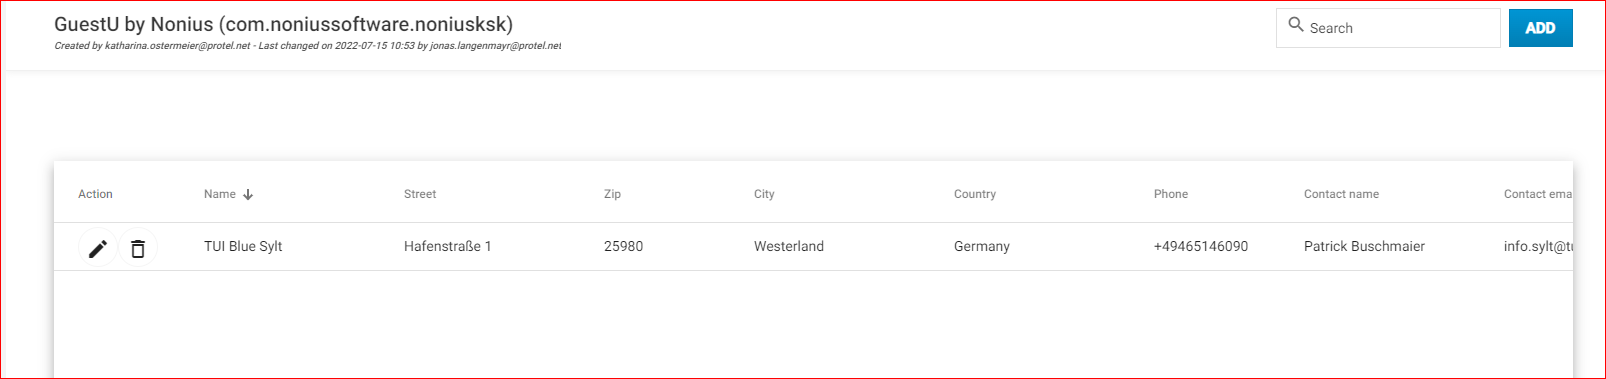 GuestU by Nonius (com.noniussoftware.noniusksk)
Created by katharina.ostermeier@protel.net - Last changed on 2022-07-15 10:53 by jonas.langenmayr@protel.net
Search
ADD
Action Name Street Zip City Country Phone Contact name Contact ema
TUI Blue Sylt Hafenstraße 1 25980 Westerland Germany +49465146090 Patrick Buschmaier info.sylt@tu